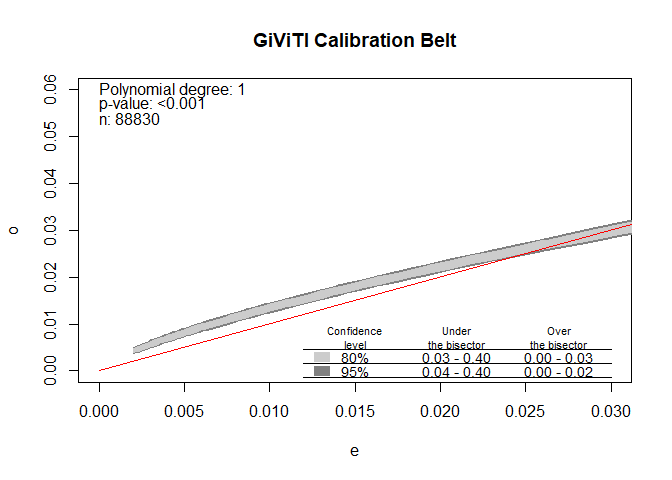 GiViTI Calibration Belt
Polynomial degree: 1
p-value: <0.001
n: 88830
0.06
0.05
0.04
0.03
0.02
0.01
0.00
o
Confidence level Under the bisector Over the bisector
80% 0.03 - 0.40 0.00 - 0.03
95% 0.04 - 0.40 0.00 - 0.02
0.000 0.005 0.010 0.015 0.020 0.025 0.030
e